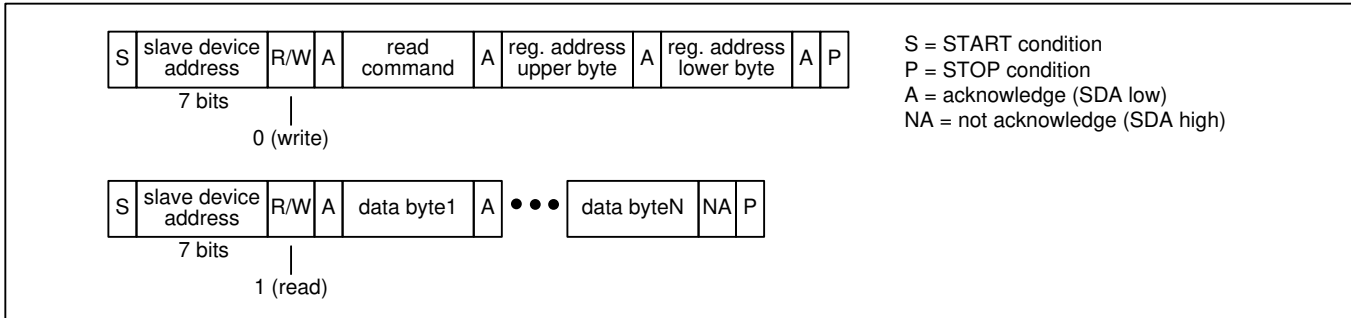 S slave device address R/W A read command A reg. address upper byte A reg. address lower byte A P
7 bits
0 (write)
S = START condition
P = STOP condition
A = acknowledge (SDA low)
NA = not acknowledge (SDA high)
S slave device address R/W A data byte1 A ••• data byteN NA P
7 bits
1 (read)